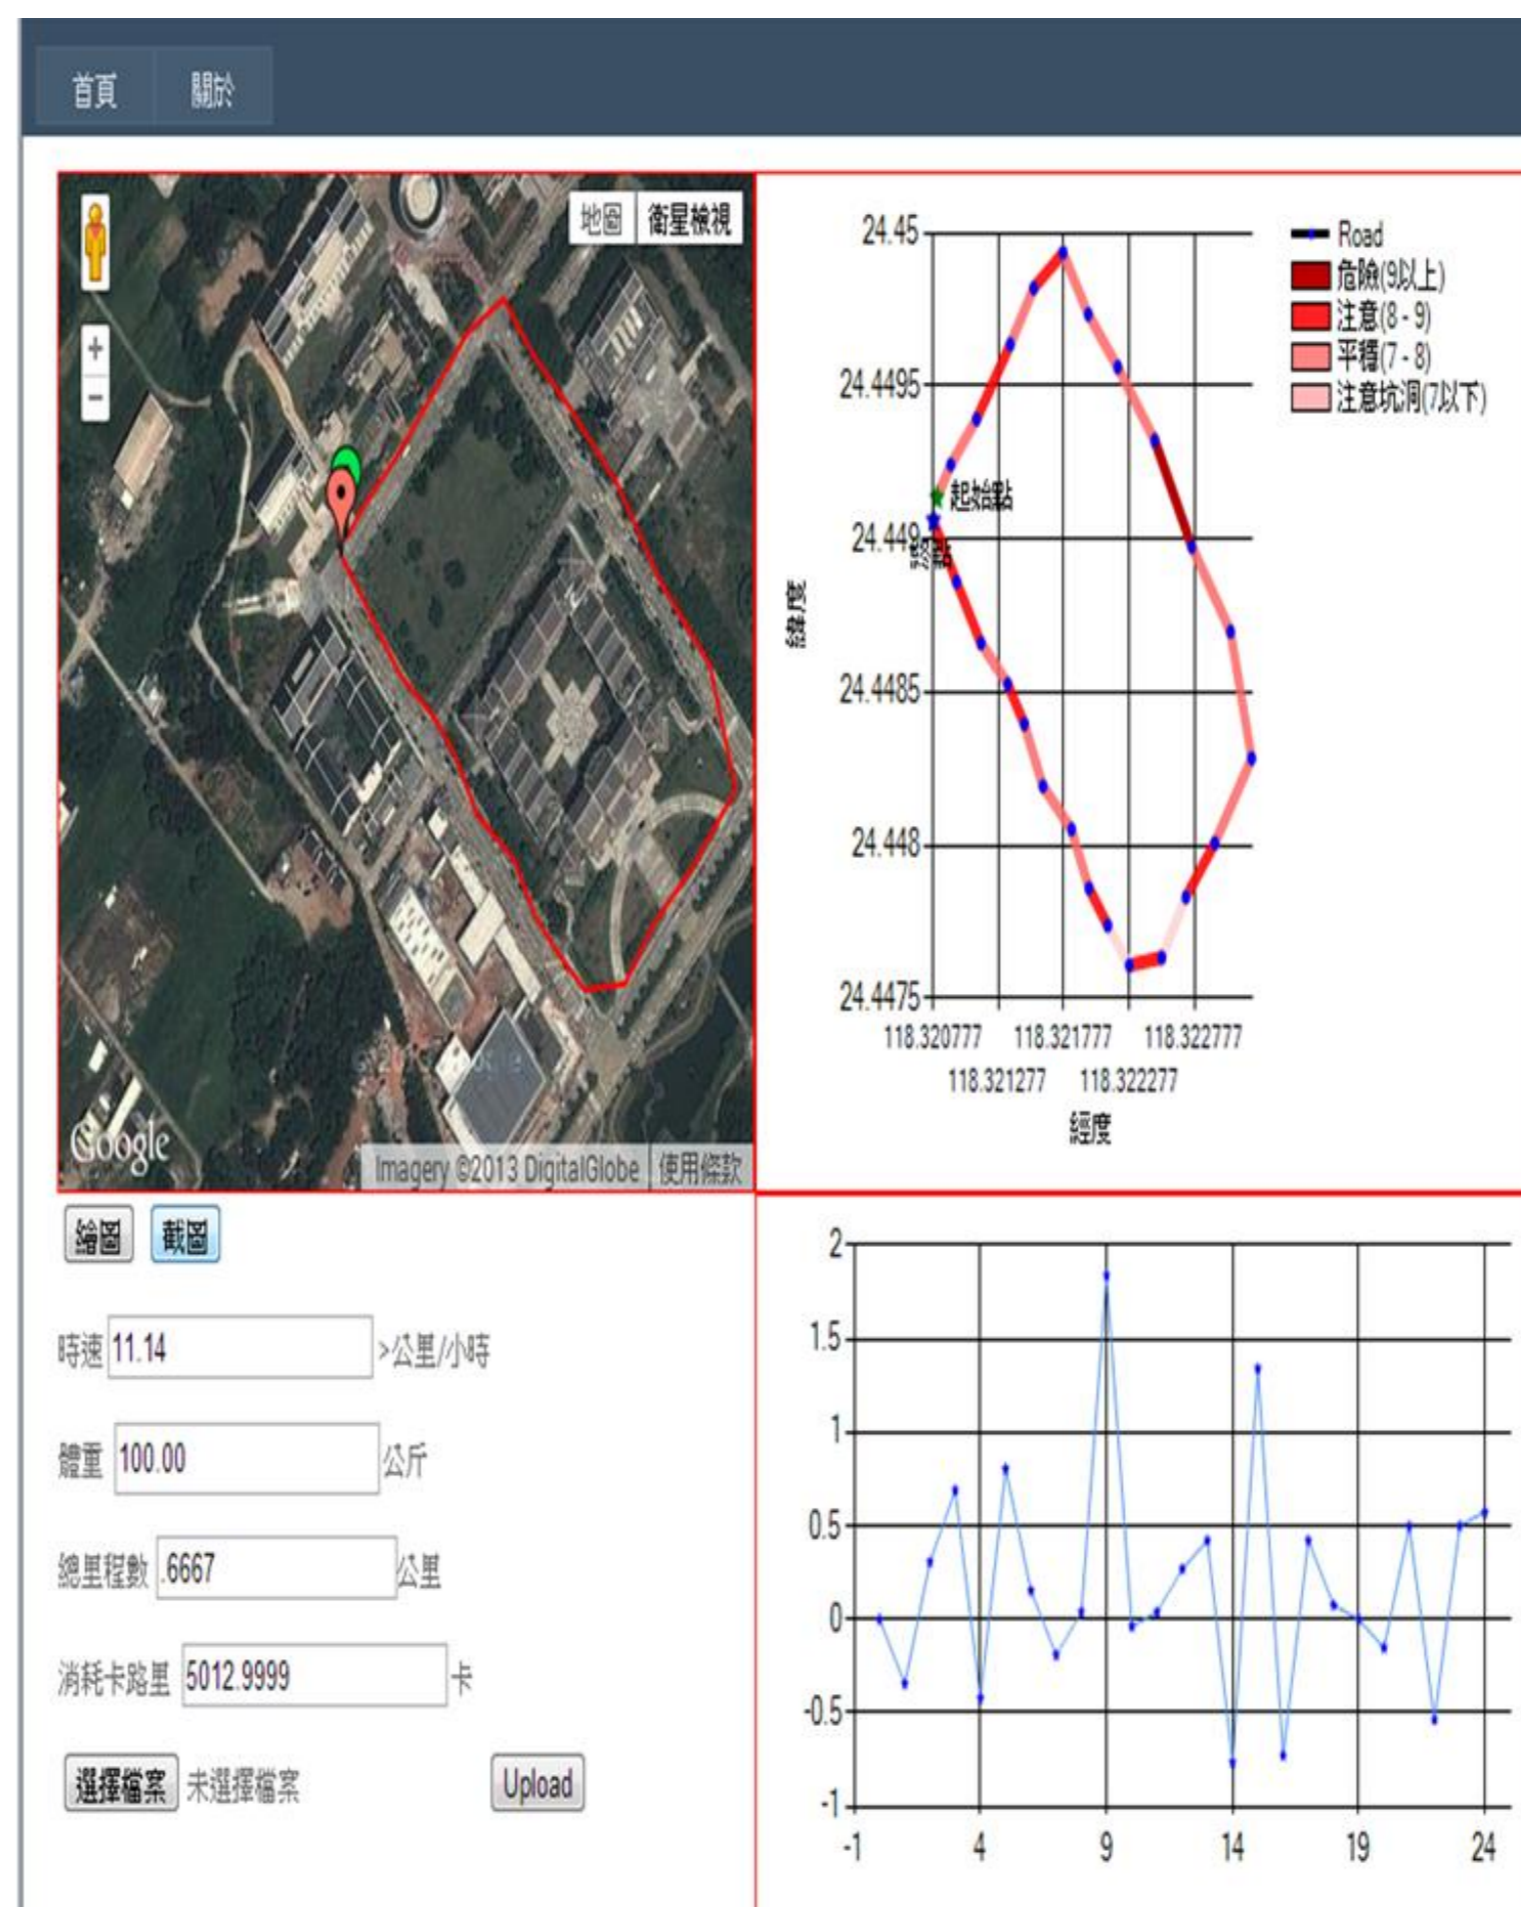 首頁 關於
地圖 衛星檢視
+
−
Google
Imagery ©2013 DigitalGlobe 使用條款
24.45
24.4495
24.449
24.4485
24.448
24.4475
緯度
起始點
終點
118.320777 118.321777 118.322777
118.321277 118.322277
經度
Road
危險(9以上)
注意(8 - 9)
平穩(7 - 8)
注意坑洞(7以下)
繪圖 截圖
時速 11.14 >公里/小時
體重 100.00 公斤
總里程數 .6667 公里
消耗卡路里 5012.9999 卡
選擇檔案 未選擇檔案 Upload
2
1.5
1
0.5
0
-0.5
-1
-1 4 9 14 19 24